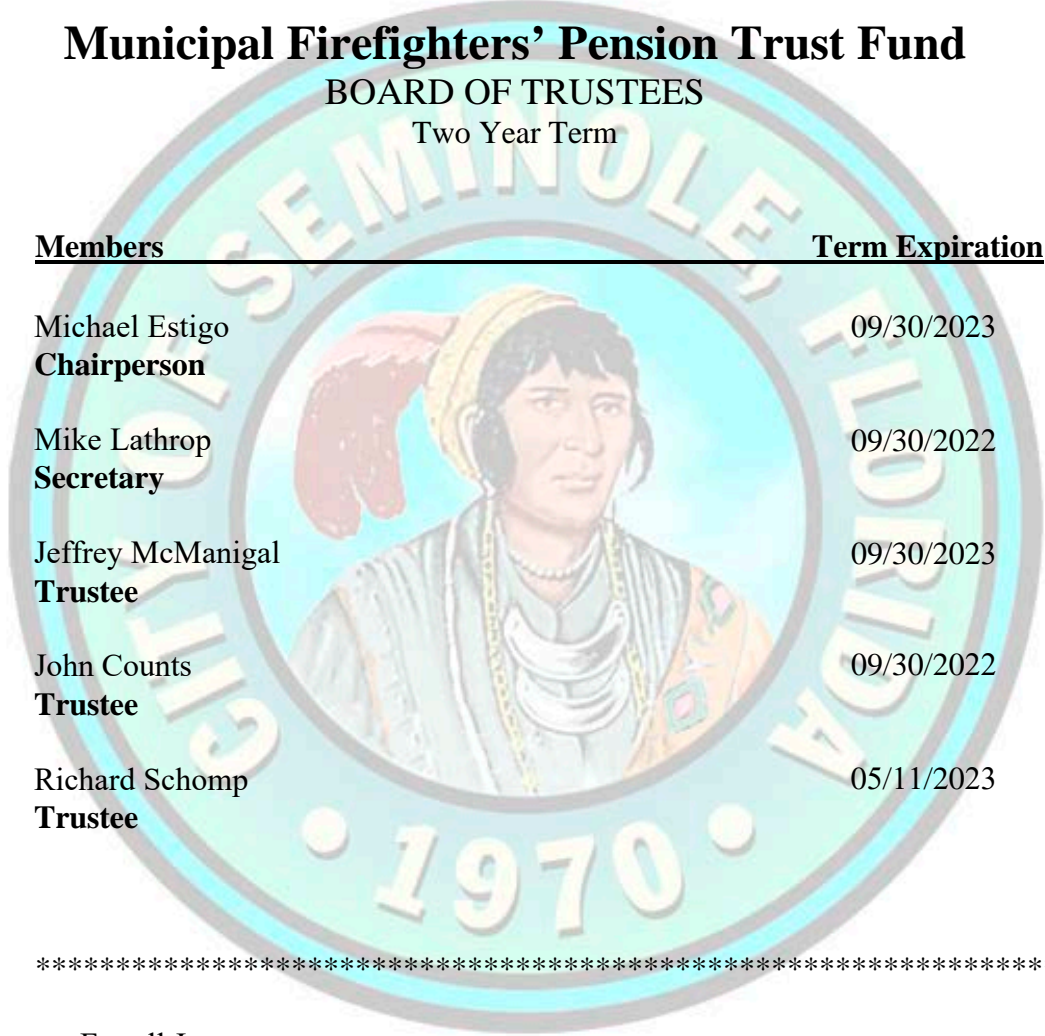 Municipal Firefighters’ Pension Trust Fund
BOARD OF TRUSTEES
Two Year Term
Members Term Expiration
Michael Estigo 09/30/2023
Chairperson
Mike Lathrop 09/30/2022
Secretary
Jeffrey McManigal 09/30/2023
Trustee
John Counts 09/30/2022
Trustee
Richard Schomp 05/11/2023
Trustee
CITY OF SEMINOLE, FLORIDA
• 1970 •
***************************************************************